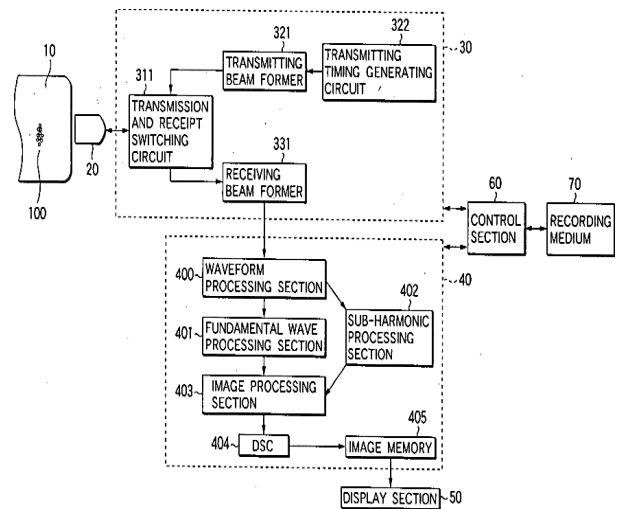 10
100
20
311
TRANSMISSION
AND RECEIPT
SWITCHING
CIRCUIT
321
TRANSMITTING
BEAM FORMER
322
TRANSMITTING
TIMING GENERATING
CIRCUIT
30
331
RECEIVING
BEAM FORMER
60
CONTROL
SECTION
70
RECORDING
MEDIUM
40
400
WAVEFORM
PROCESSING SECTION
401
FUNDAMENTAL WAVE
PROCESSING SECTION
402
SUB-HARMONIC
PROCESSING
SECTION
403
IMAGE PROCESSING
SECTION
404
DSC
405
IMAGE MEMORY
DISPLAY SECTION
50